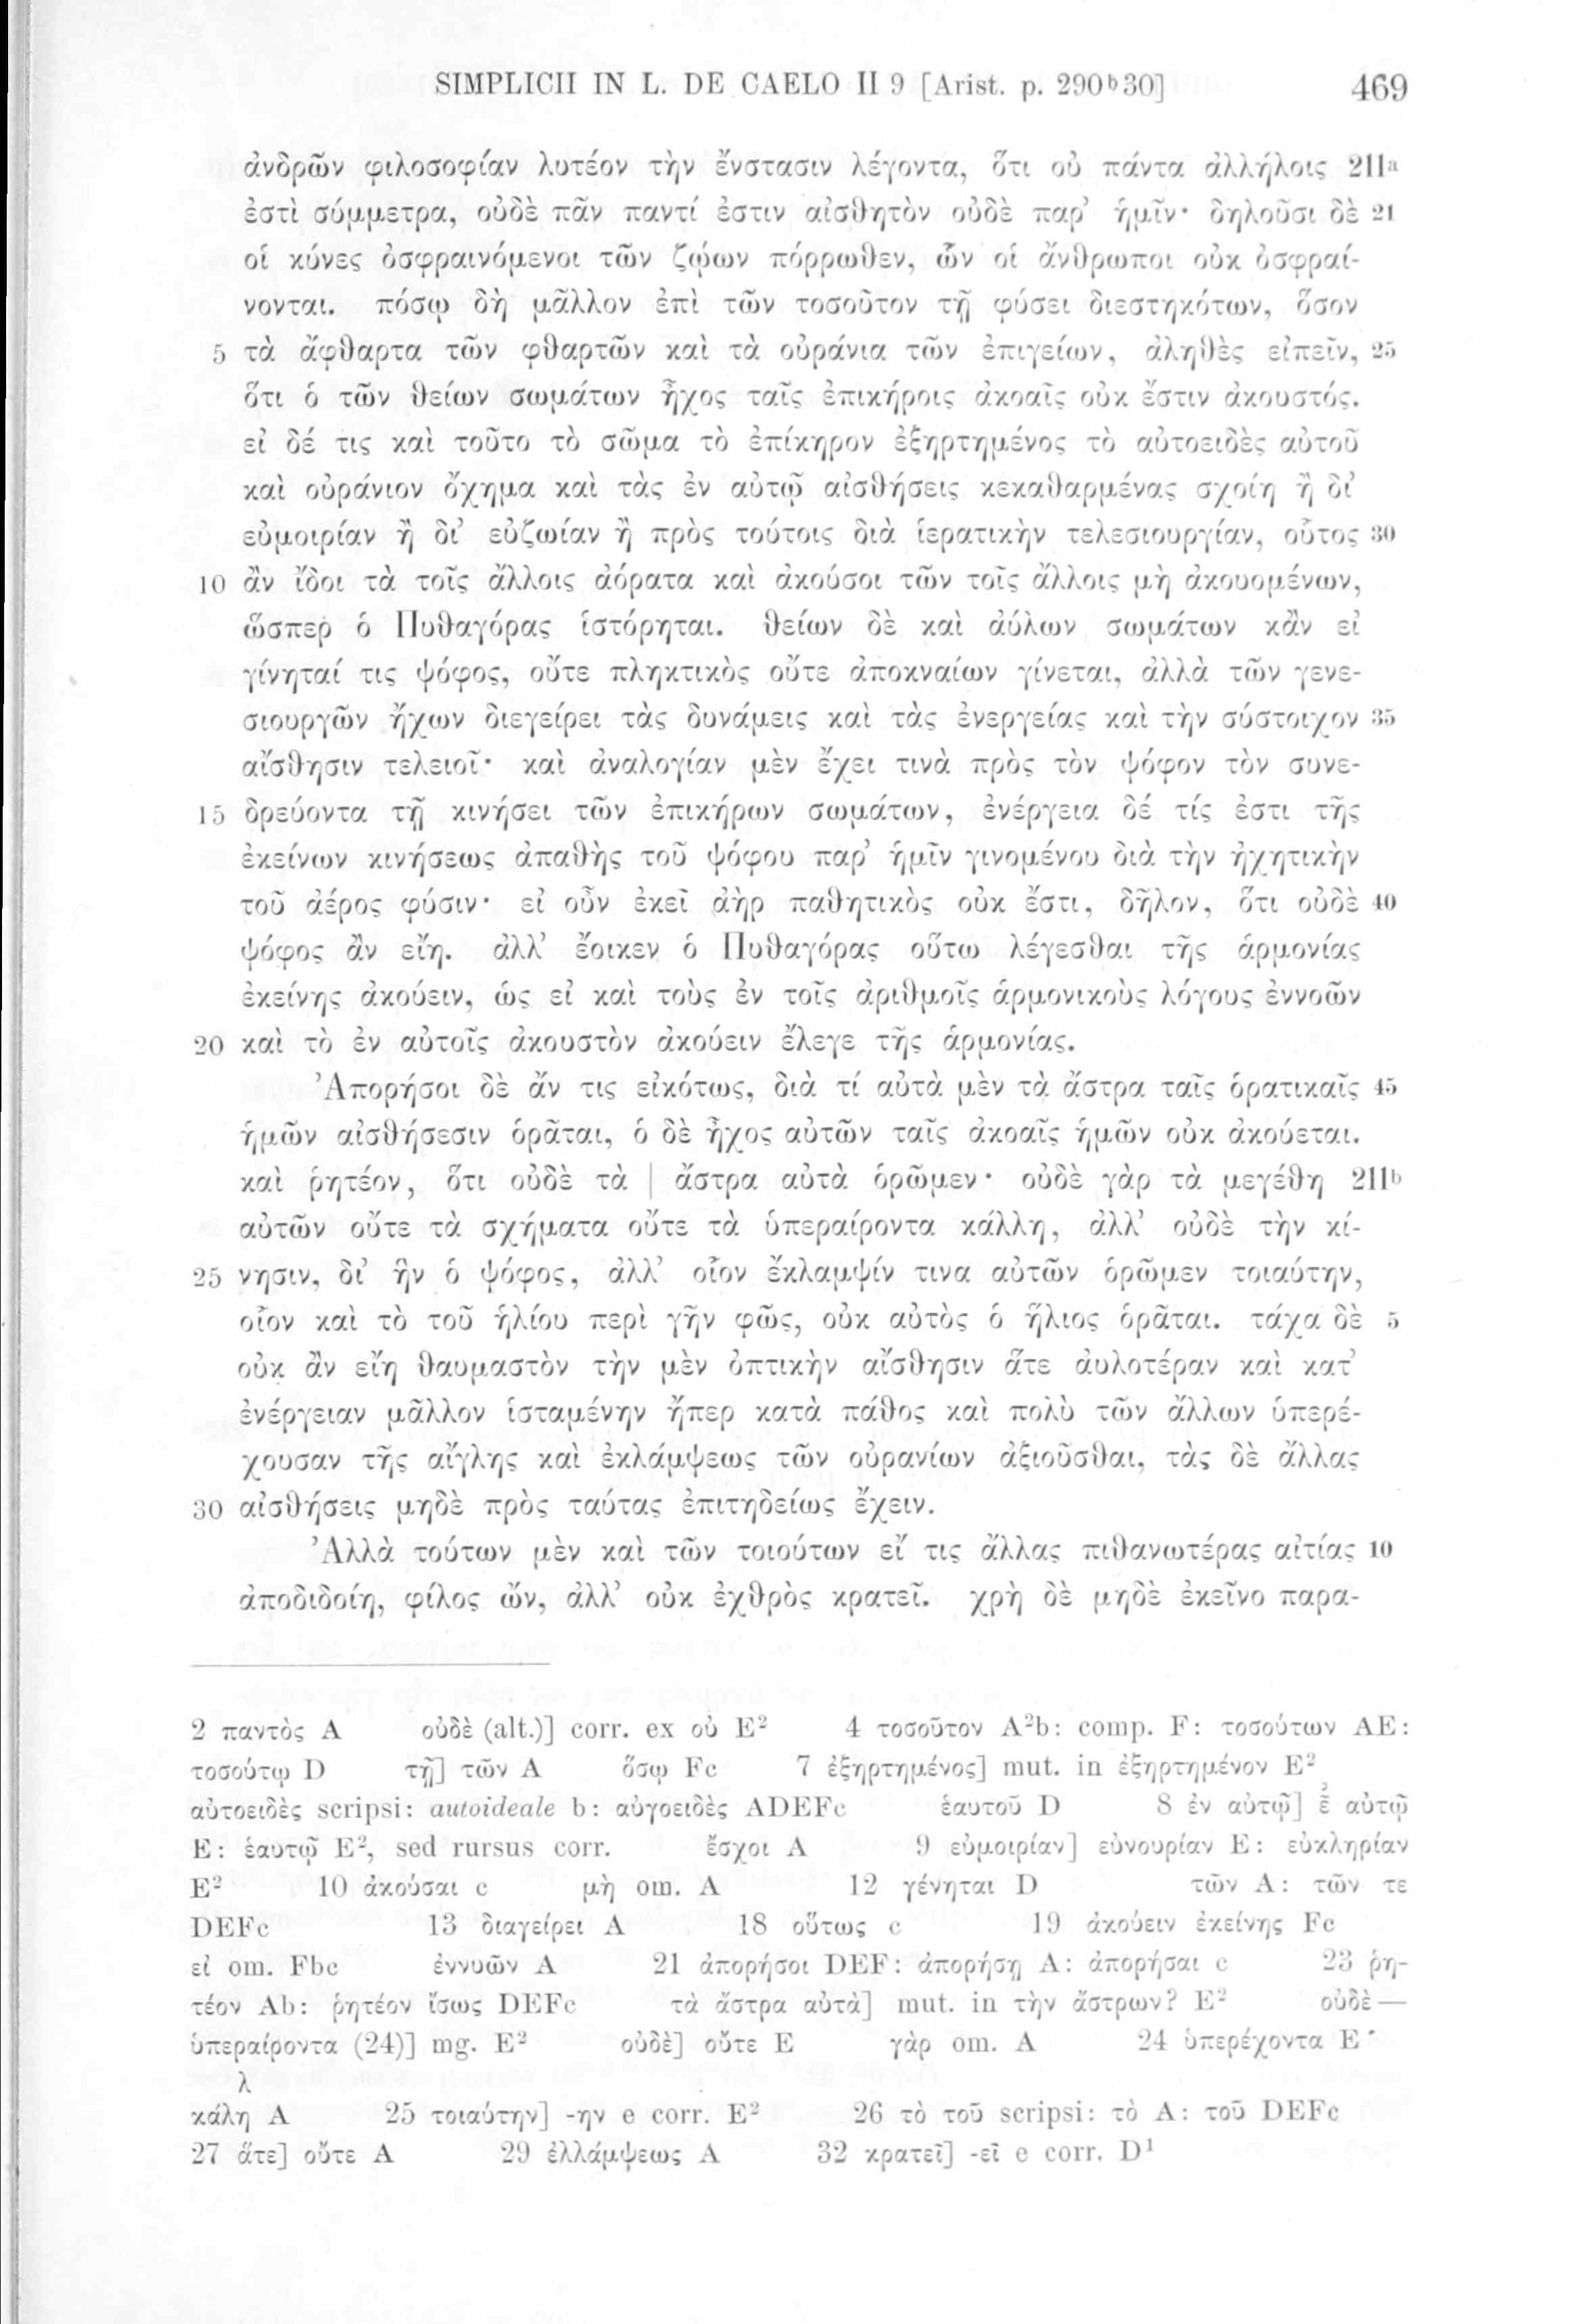 SIMPLICII IN L. DE CAELO II 9 [Arist. p. 290ᵇ30] 469
ἀνδρῶν φιλοσοφίαν λυτέον τὴν ἔνστασιν λέγοντα, ὅτι οὐ πάντα ἀλλήλοις 211ᵃ
ἐστὶ σύμμετρα, οὐδὲ πᾶν παντί ἐστιν αἰσθητὸν οὐδὲ παρ’ ἡμῖν· δηλοῦσι δὲ 21
οἱ κύνες ὀσφραινόμενοι τῶν ζῴων πόρρωθεν, ὧν οἱ ἄνθρωποι οὐκ ὀσφραί-
νονται. πόσῳ δὴ μᾶλλον ἐπὶ τῶν τοσοῦτον τῇ φύσει διεστηκότων, ὅσον
5 τὰ ἄφθαρτα τῶν φθαρτῶν καὶ τὰ οὐράνια τῶν ἐπιγείων, ἀληθὲς εἰπεῖν, 25
ὅτι ὁ τῶν θείων σωμάτων ἦχος ταῖς ἐπικήροις ἀκοαῖς οὐκ ἔστιν ἀκουστός.
εἰ δέ τις καὶ τοῦτο τὸ σῶμα τὸ ἐπίκηρον ἐξηρτημένος τὸ αὐτοειδὲς αὐτοῦ
καὶ οὐράνιον ὄχημα καὶ τὰς ἐν αὐτῷ αἰσθήσεις κεκαθαρμένας σχοίη ἢ δι’
εὐμοιρίαν ἢ δι’ εὐζωίαν ἢ πρὸς τούτοις διὰ ἱερατικὴν τελεσιουργίαν, οὗτος 30
10 ἂν ἴδοι τὰ τοῖς ἄλλοις ἀόρατα καὶ ἀκούσοι τῶν τοῖς ἄλλοις μὴ ἀκουομένων,
ὥσπερ ὁ Πυθαγόρας ἱστόρηται. θείων δὲ καὶ ἀύλων σωμάτων κἂν εἰ
γίνηταί τις ψόφος, οὔτε πληκτικὸς οὔτε ἀποκναίων γίνεται, ἀλλὰ τῶν γενε-
σιουργῶν ἤχων διεγείρει τὰς δυνάμεις καὶ τὰς ἐνεργείας καὶ τὴν σύστοιχον 35
αἴσθησιν τελειοῖ· καὶ ἀναλογίαν μὲν ἔχει τινὰ πρὸς τὸν ψόφον τὸν συνε-
15 δρεύοντα τῇ κινήσει τῶν ἐπικήρων σωμάτων, ἐνέργεια δέ τίς ἐστι τῆς
ἐκείνων κινήσεως ἀπαθὴς τοῦ ψόφου παρ’ ἡμῖν γινομένου διὰ τὴν ἠχητικὴν
τοῦ ἀέρος φύσιν· εἰ οὖν ἐκεῖ ἀὴρ παθητικὸς οὐκ ἔστι, δῆλον, ὅτι οὐδὲ 40
ψόφος ἂν εἴη. ἀλλ’ ἔοικεν ὁ Πυθαγόρας οὕτω λέγεσθαι τῆς ἁρμονίας
ἐκείνης ἀκούειν, ὡς εἰ καὶ τοὺς ἐν τοῖς ἀριθμοῖς ἁρμονικοὺς λόγους ἐννοῶν
20 καὶ τὸ ἐν αὐτοῖς ἀκουστὸν ἀκούειν ἔλεγε τῆς ἁρμονίας.
Ἀπορήσοι δὲ ἄν τις εἰκότως, διὰ τί αὐτὰ μὲν τὰ ἄστρα ταῖς ὁρατικαῖς 45
ἡμῶν αἰσθήσεσιν ὁρᾶται, ὁ δὲ ἦχος αὐτῶν ταῖς ἀκοαῖς ἡμῶν οὐκ ἀκούεται.
καὶ ῥητέον, ὅτι οὐδὲ τὰ | ἄστρα αὐτὰ ὁρῶμεν· οὐδὲ γὰρ τὰ μεγέθη 211ᵇ
αὐτῶν οὔτε τὰ σχήματα οὔτε τὰ ὑπεραίροντα κάλλη, ἀλλ’ οὐδὲ τὴν κί-
25 νησιν, δι’ ἣν ὁ ψόφος, ἀλλ’ οἷον ἔκλαμψίν τινα αὐτῶν ὁρῶμεν τοιαύτην,
οἷον καὶ τὸ τοῦ ἡλίου περὶ γῆν φῶς, οὐκ αὐτὸς ὁ ἥλιος ὁρᾶται. τάχα δὲ 5
οὐκ ἂν εἴη θαυμαστὸν τὴν μὲν ὀπτικὴν αἴσθησιν ἅτε ἀυλοτέραν καὶ κατ’
ἐνέργειαν μᾶλλον ἱσταμένην ἤπερ κατὰ πάθος καὶ πολὺ τῶν ἄλλων ὑπερέ-
χουσαν τῆς αἴγλης καὶ ἐκλάμψεως τῶν οὐρανίων ἀξιοῦσθαι, τὰς δὲ ἄλλας
30 αἰσθήσεις μηδὲ πρὸς ταύτας ἐπιτηδείως ἔχειν.
Ἀλλὰ τούτων μὲν καὶ τῶν τοιούτων εἴ τις ἄλλας πιθανωτέρας αἰτίας 10
ἀποδιδοίη, φίλος ὤν, ἀλλ’ οὐκ ἐχθρὸς κρατεῖ. χρὴ δὲ μηδὲ ἐκεῖνο παρα-
2 παντὸς A οὐδὲ (alt.)] corr. ex οὐ E² 4 τοσοῦτον A²b: comp. F: τοσούτων AE:
τοσούτῳ D τῇ] τῶν A ὅσῳ Fc 7 ἐξηρτημένος] mut. in ἐξηρτημένον E²
αὐτοειδὲς scripsi: autoideale b: αὐγοειδὲς ADEFc ἑαυτοῦ D 8 ἐν αὐτῷ] ἐ̓ αὐτῷ
E: ἑαυτῷ E², sed rursus corr. ἔσχοι A 9 εὐμοιρίαν] εὐνουρίαν E: εὐκληρίαν
E² 10 ἀκούσαι c μὴ om. A 12 γένηται D τῶν A: τῶν τε
DEFc 13 διαγείρει A 18 οὕτως c 19 ἀκούειν ἐκείνης Fc
εἰ om. Fbc ἐννυῶν A 21 ἀπορήσοι DEF: ἀπορήσῃ A: ἀπορήσαι c 23 ῥη-
τέον Ab: ῥητέον ἴσως DEFc τὰ ἄστρα αὐτὰ] mut. in τὴν ἄστρων? E² οὐδὲ —
ὑπεραίροντα (24)] mg. E² οὐδὲ] οὔτε E γὰρ om. A 24 ὑπερέχοντα E
λ
κάλη A 25 τοιαύτην] -ην e corr. E² 26 τὸ τοῦ scripsi: τὸ A: τοῦ DEFc
27 ἅτε] οὔτε A 29 ἐλλάμψεως A 32 κρατεῖ] -εῖ e corr. D¹